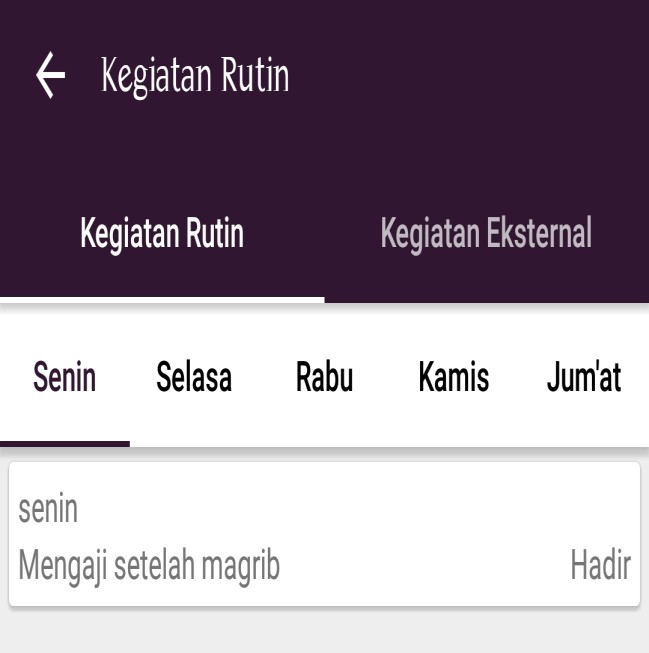 Kegiatan Rutin
Kegiatan Rutin Kegiatan Eksternal
Senin Selasa Rabu Kamis Jum'at
senin
Mengaji setelah magrib Hadir